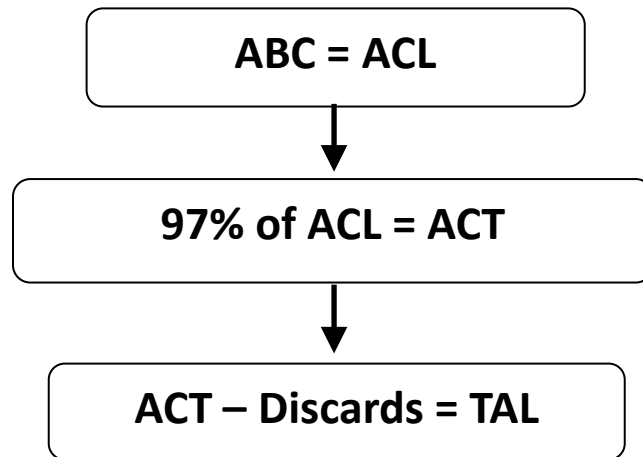 ABC = ACL
97% of ACL = ACT
ACT – Discards = TAL